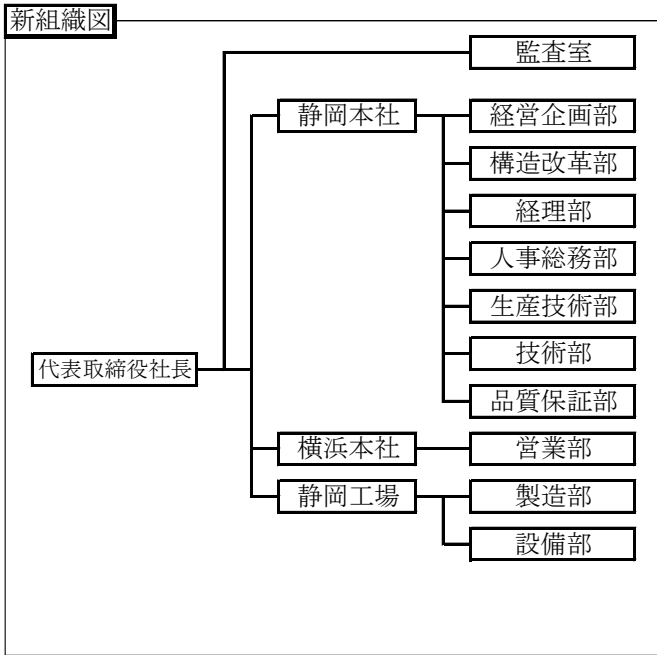 新組織図
監査室
静岡本社
経営企画部
構造改革部
経理部
人事総務部
生産技術部
技術部
代表取締役社長
品質保証部
横浜本社
営業部
静岡工場
製造部
設備部